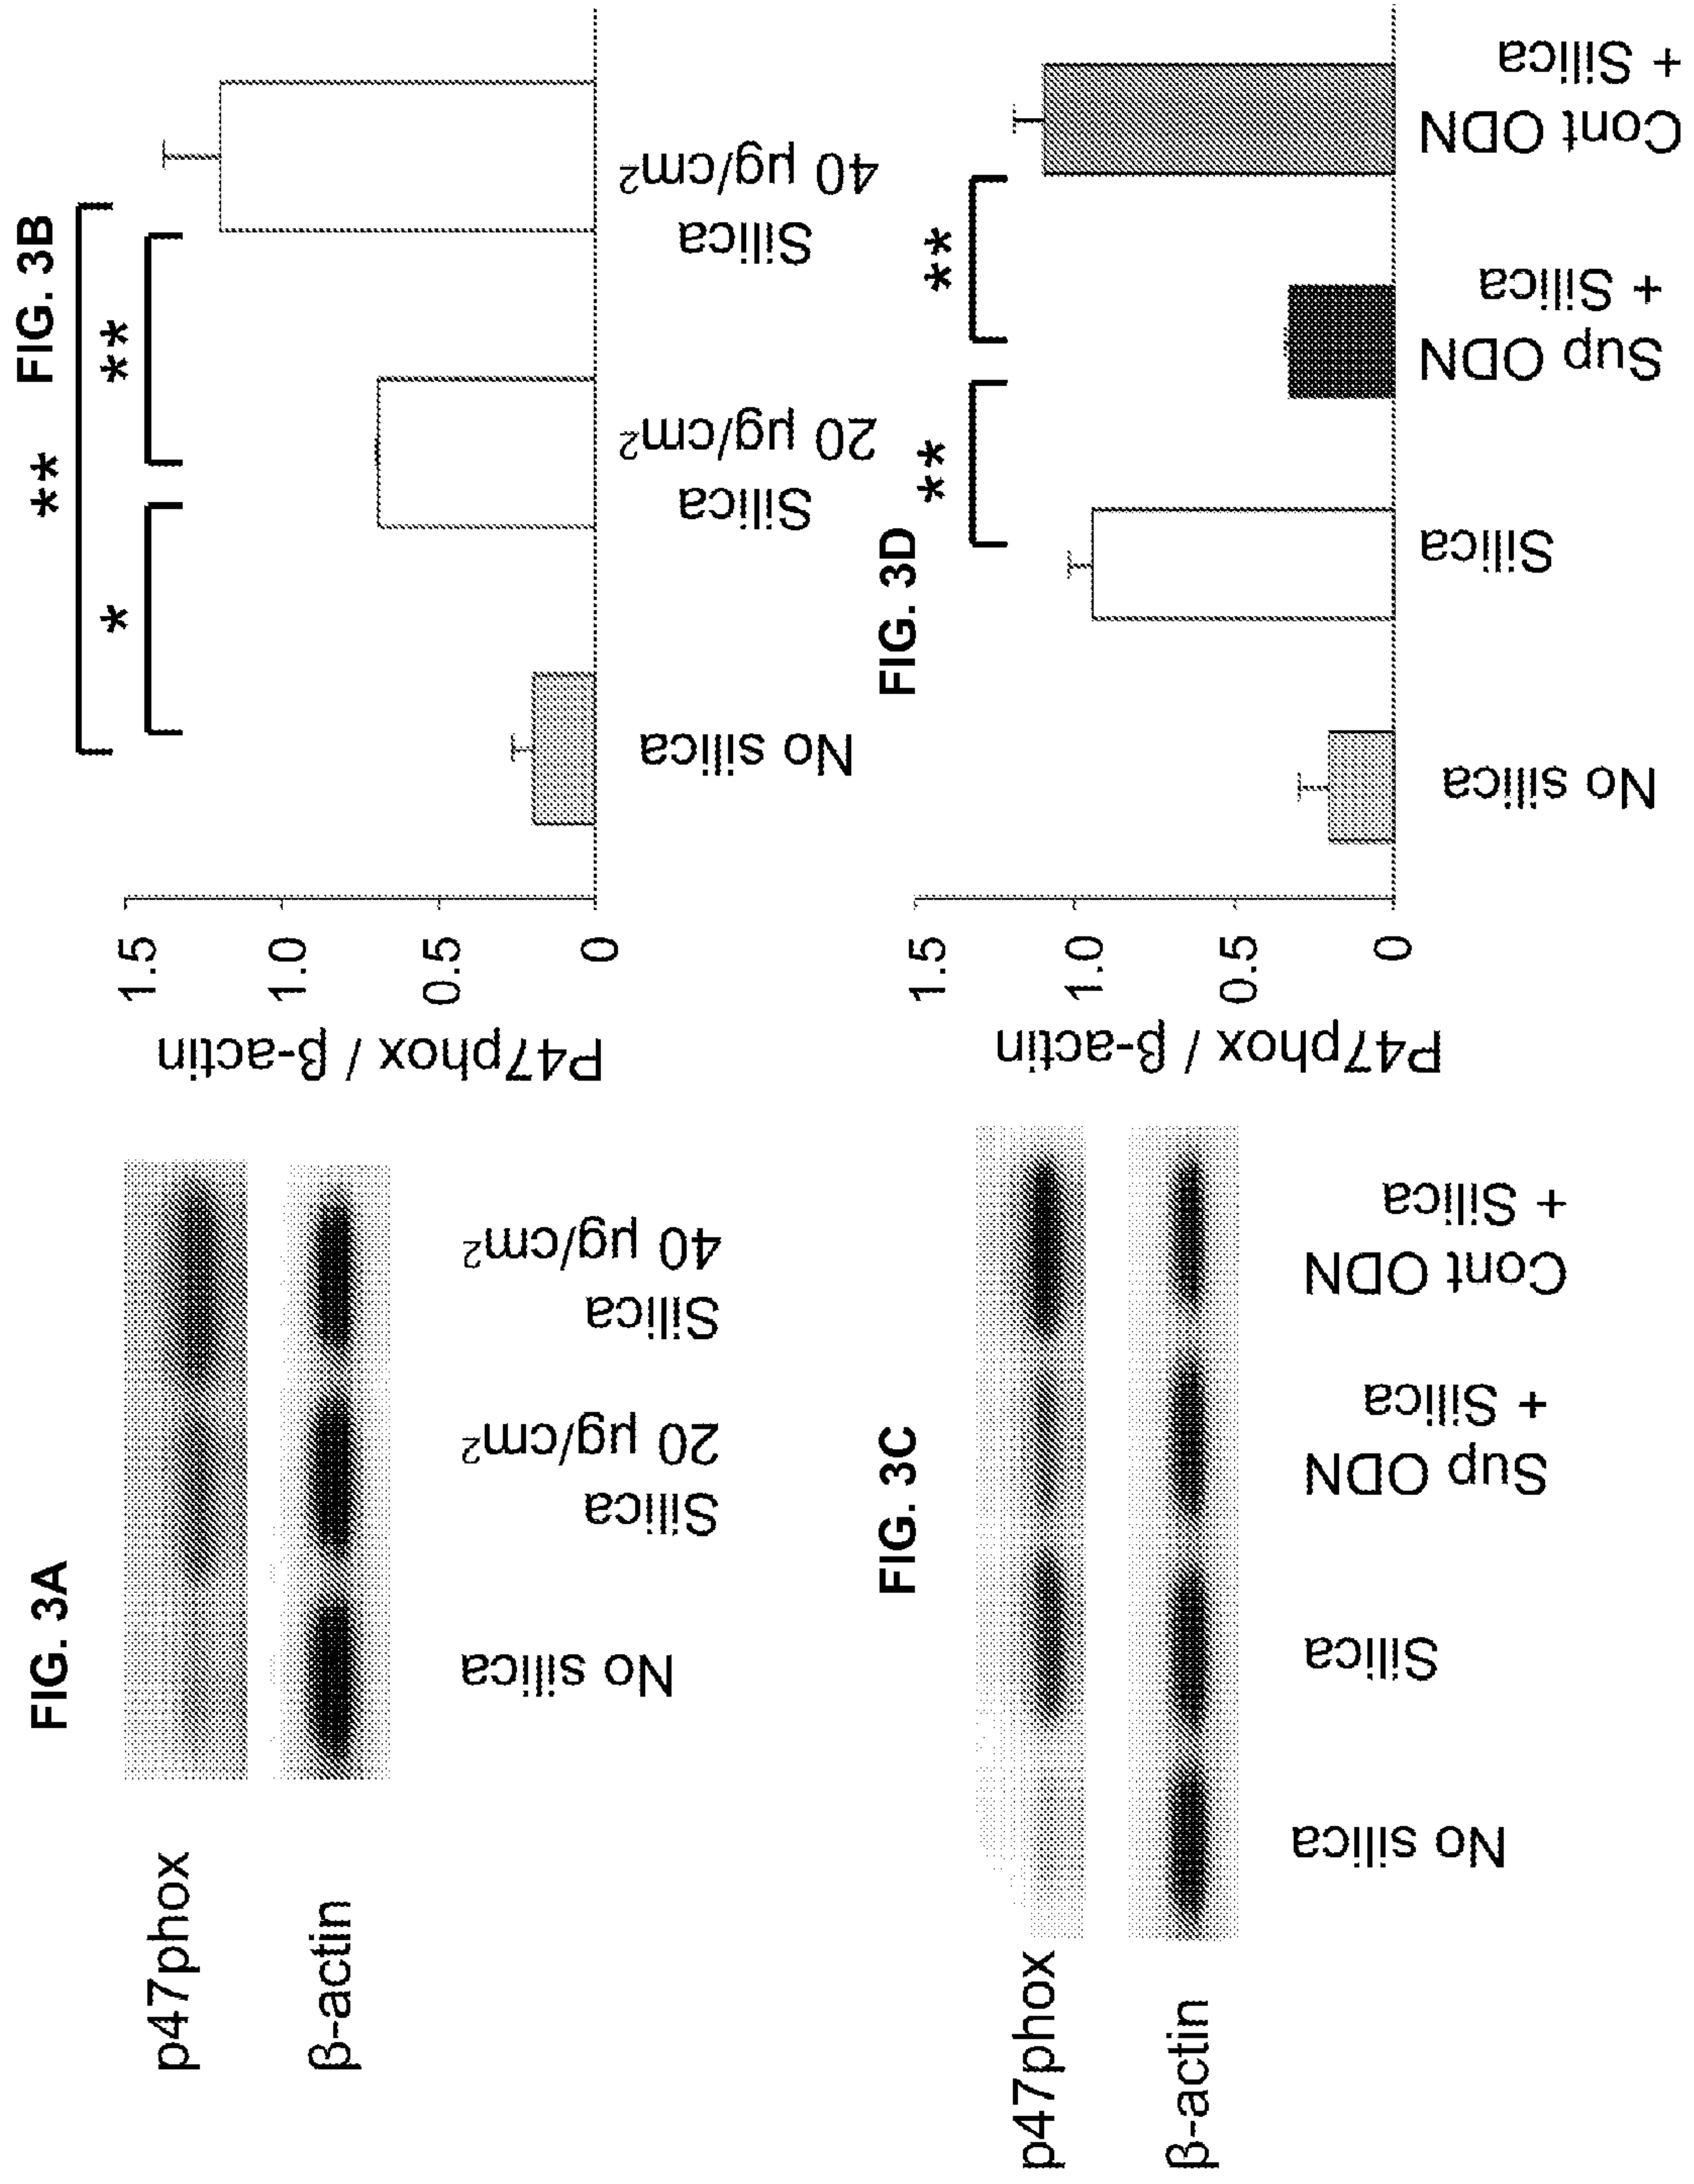 FIG. 3A
p47phox
β-actin
No silica
Silica
20 µg/cm²
Silica
40 µg/cm²
FIG. 3B
**
*
**
P47phox / β-actin
1.5
1.0
0.5
0
No silica
Silica
20 µg/cm²
Silica
40 µg/cm²
FIG. 3C
p47phox
β-actin
No silica
Silica
Sup ODN
+ Silica
Cont ODN
+ Silica
FIG. 3D
**
**
P47phox / β-actin
1.5
1.0
0.5
0
No silica
Silica
Sup ODN
+ Silica
Cont ODN
+ Silica